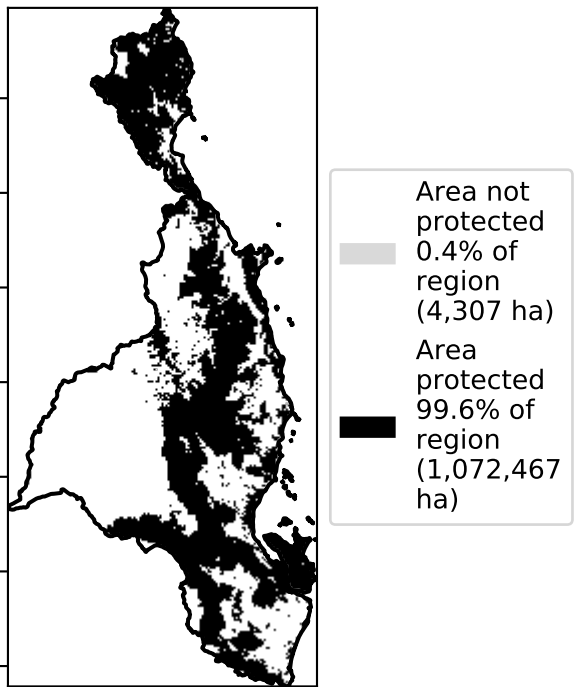 Area not
protected
0.4% of
region
(4,307 ha)
Area
protected
99.6% of
region
(1,072,467
ha)